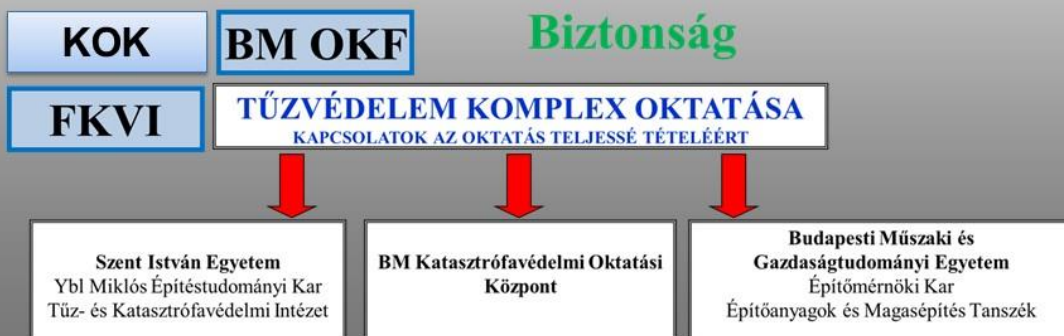 KOK
BM OKF
Biztonság
FKVI
TŰZVÉDELEM KOMPLEX OKTATÁSA
KAPCSOLATOK AZ OKTATÁS TELJESSÉ TÉTELÉÉRT
Szent István Egyetem
Ybl Miklós Építéstudományi Kar
Tűz- és Katasztrófavédelmi Intézet
BM Katasztrófavédelmi Oktatási
Központ
Budapesti Műszaki és
Gazdaságtudományi Egyetem
Építőmérnöki Kar
Építőanyagok és Magasépítés Tanszék